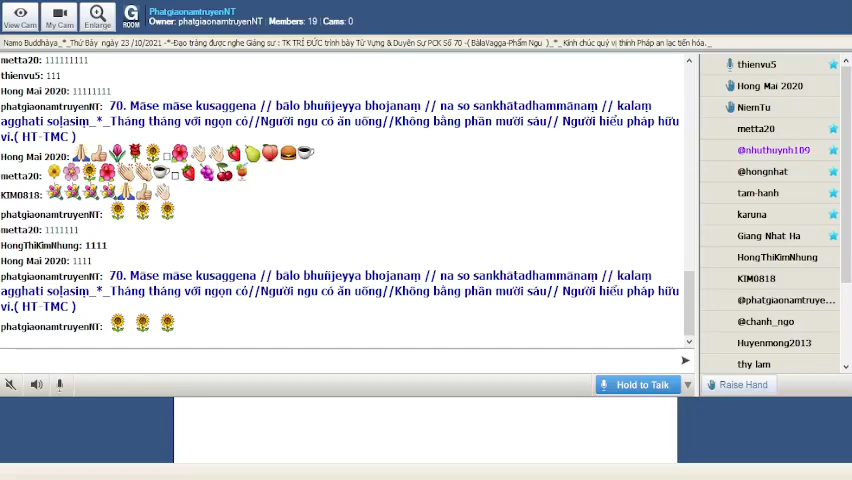 View Cam
My Cam
Enlarge
G
ROOM
PhatgiaonamtruyenNT
Owner: phatgiaonamtruyenNT | Members: 19 | Cams: 0
Namo Buddhàya_*_Thứ Bảy ngày 23 /10/2021 -*-Đạo tràng được nghe Giảng sư : TK TRÍ ĐỨC trình bày Từ Vựng & Duyên Sự PCK Số 70 -( BàlaVagga-Phẩm Ngu )_*_ Kính chúc quý vị thính Pháp an lạc tiến hóa._
metta20: 111111111
thienvu5: 111
Hong Mai 2020: 11111111
phatgiaonamtruyenNT: 70. Māse māse kusaggena // bālo bhuñjeyya bhojanaṃ // na so sankhātadhammānaṃ // kalaṃ
agghati soḷasiṃ_*_Tháng tháng với ngọn cỏ//Người ngu có ăn uống//Không bằng phần mười sáu// Người hiểu pháp hữu
vi.( HT-TMC )
Hong Mai 2020:
metta20:
KIM0818:
phatgiaonamtruyenNT:
metta20: 1111111
HongThiKimNhung: 1111
Hong Mai 2020: 1111
phatgiaonamtruyenNT: 70. Māse māse kusaggena // bālo bhuñjeyya bhojanaṃ // na so sankhātadhammānaṃ // kalaṃ
agghati soḷasiṃ_*_Tháng tháng với ngọn cỏ//Người ngu có ăn uống//Không bằng phần mười sáu// Người hiểu pháp hữu
vi.( HT-TMC )
phatgiaonamtruyenNT:
Hold to Talk
thienvu5
Hong Mai 2020
NiemTu
metta20
@nhuthuynh109
@hongnhat
tam-hanh
karuna
Giang Nhat Ha
HongThiKimNhung
KIM0818
@phatgiaonamtruye...
@chanh_ngo
Huyenmong2013
thy lam
Raise Hand